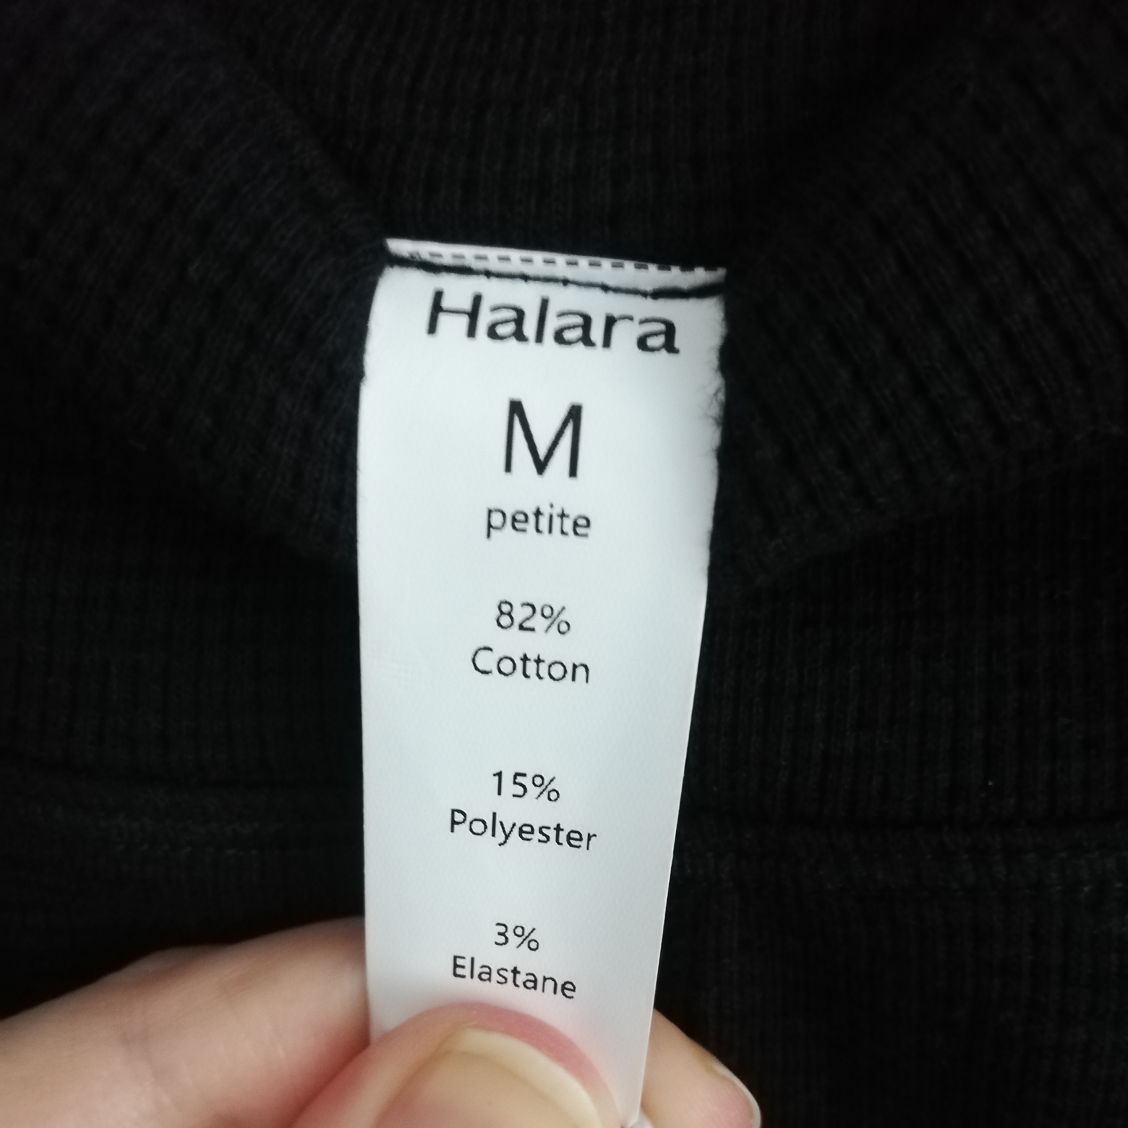 Halara
M
petite
82%
Cotton
15%
Polyester
3%
Elastane